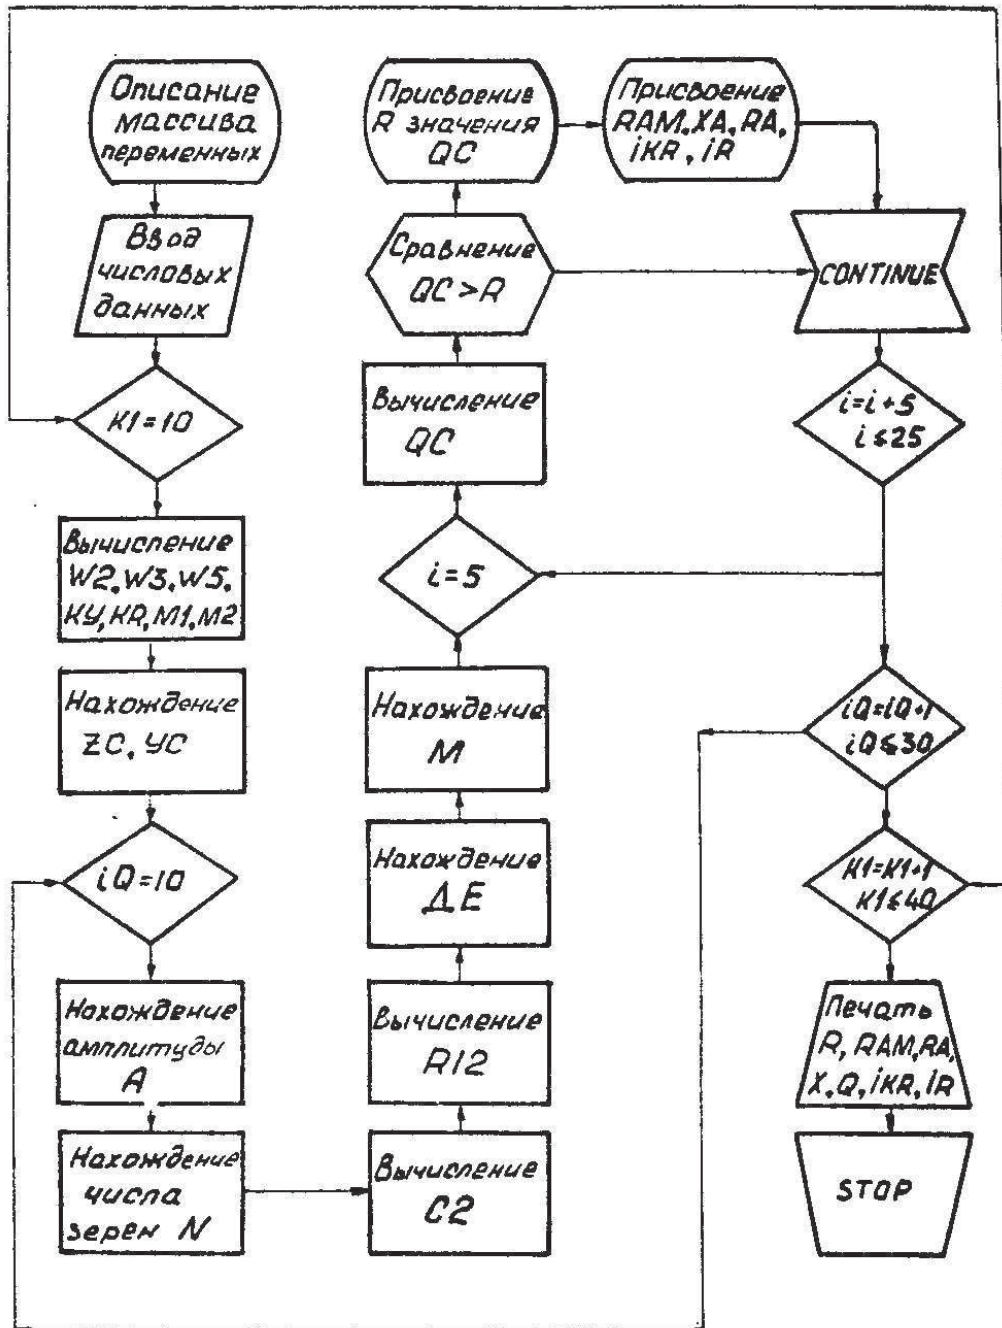 Описание
массива
переменных
Ввод
числовых
данных
K1=10
Вычисление
W2, W3, W5,
КУ, KR, M1, M2
Нахождение
ZC, УС
iQ=10
Нахождение
амплитуды
A
Нахождение
числа
зерен N
Вычисление
C2
Вычисление
R12
Нахождение
ДЕ
Нахождение
M
i=5
Вычисление
QC
Сравнение
QC>R
Присвоение
R значения
QC
Присвоение
RAM, XA, RA,
iKR, iR
CONTINUE
i=i+5
i≤25
iQ=iQ+1
iQ≤30
K1=K1+1
K1≤40
Печать
R, RAM, RA,
X, Q, iKR, iR
STOP